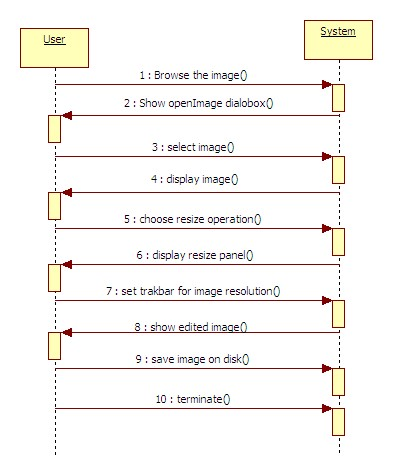 User
System
1 : Browse the image()
2 : Show openImage dialobox()
3 : select image()
4 : display image()
5 : choose resize operation()
6 : display resize panel()
7 : set trakbar for image resolution()
8 : show edited image()
9 : save image on disk()
10 : terminate()